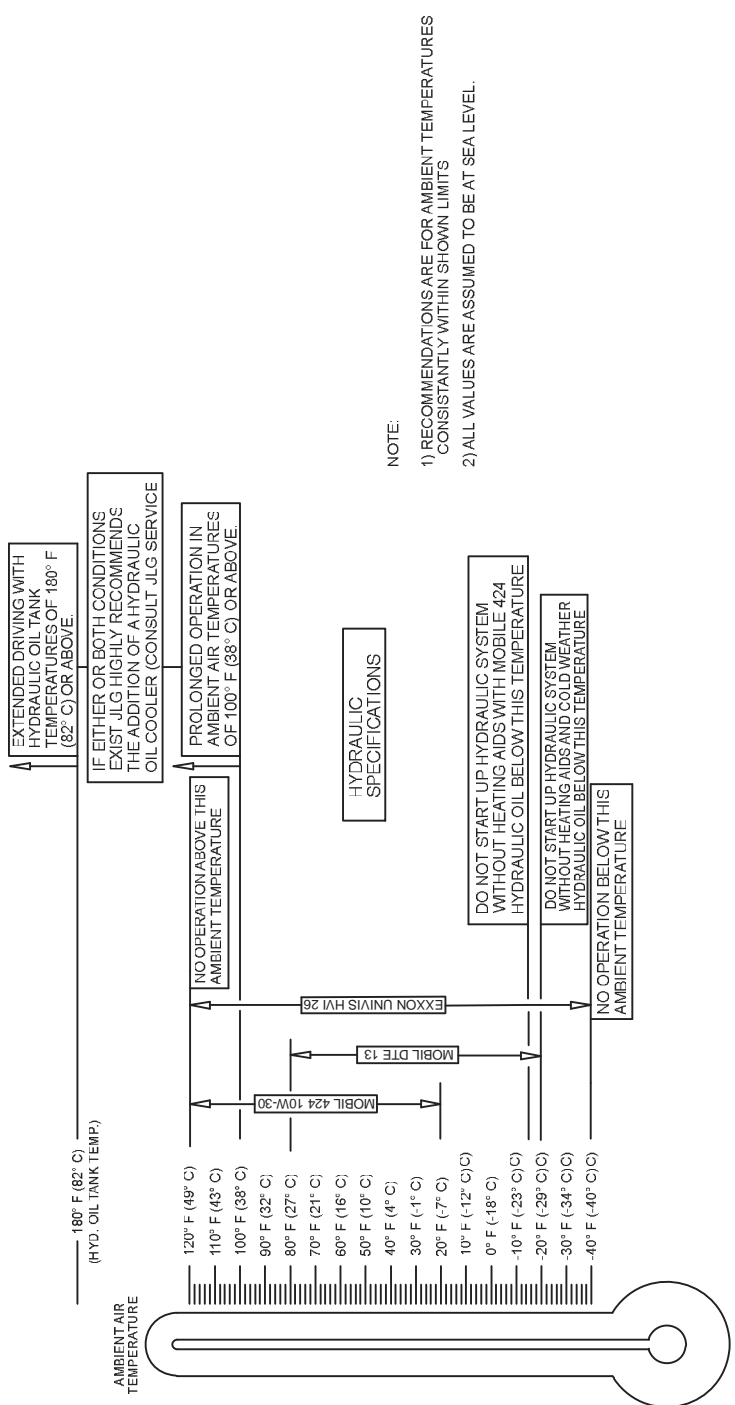 EXTENDED DRIVING WITH
HYDRAULIC OIL TANK
TEMPERATURES OF 180° F
(82° C) OR ABOVE.
IF EITHER OR BOTH CONDITIONS
EXIST JLG HIGHLY RECOMMENDS
THE ADDITION OF A HYDRAULIC
OIL COOLER (CONSULT JLG SERVICE
PROLONGED OPERATION IN
AMBIENT AIR TEMPERATURES
OF 100° F (38° C) OR ABOVE.
180° F (82° C)
(HYD. OIL TANK TEMP.)
NO OPERATION ABOVE THIS
AMBIENT TEMPERATURE
AMBIENT AIR
TEMPERATURE
120° F (49° C)
110° F (43° C)
100° F (38° C)
90° F (32° C)
80° F (27° C)
70° F (21° C)
60° F (16° C)
50° F (10° C)
40° F (4° C)
30° F (-1° C)
20° F (-7° C)
10° F (-12° C)C)
0° F (-18° C)
-10° F (-23° C)C)
-20° F (-29° C)C)
-30° F (-34° C)C)
-40° F (-40° C)C)
MOBIL 424 10W-30
MOBIL DTE 13
EXXON UNIVIS HVI 26
HYDRAULIC
SPECIFICATIONS
DO NOT START UP HYDRAULIC SYSTEM
WITHOUT HEATING AIDS WITH MOBILE 424
HYDRAULIC OIL BELOW THIS TEMPERATURE
DO NOT START UP HYDRAULIC SYSTEM
WITHOUT HEATING AIDS AND COLD WEATHER
HYDRAULIC OIL BELOW THIS TEMPERATURE
NO OPERATION BELOW THIS
AMBIENT TEMPERATURE
NOTE:
1) RECOMMENDATIONS ARE FOR AMBIENT TEMPERATURES
CONSISTANTLY WITHIN SHOWN LIMITS
2) ALL VALUES ARE ASSUMED TO BE AT SEA LEVEL.